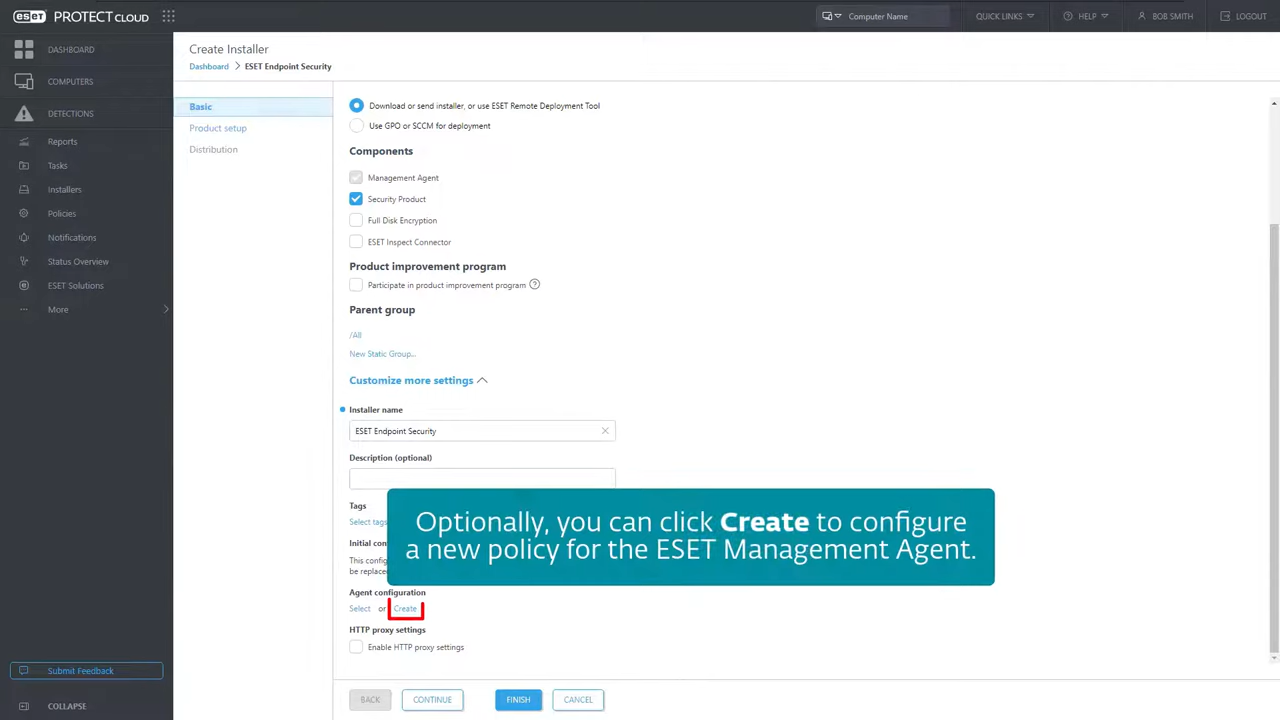 eset PROTECT CLOUD
Computer Name
QUICK LINKS
HELP
BOB SMITH
LOGOUT
DASHBOARD
COMPUTERS
DETECTIONS
Reports
Tasks
Installers
Policies
Notifications
Status Overview
ESET Solutions
More
Submit Feedback
COLLAPSE
Create Installer
Dashboard > ESET Endpoint Security
Basic
Product setup
Distribution
Download or send installer, or use ESET Remote Deployment Tool
Use GPO or SCCM for deployment
Components
Management Agent
Security Product
Full Disk Encryption
ESET Inspect Connector
Product improvement program
Participate in product improvement program
Parent group
/All
New Static Group...
Customize more settings
Installer name
ESET Endpoint Security
Description (optional)
Tags
Select tags
Optionally, you can click Create to configure
a new policy for the ESET Management Agent.
Agent configuration
Select or Create
HTTP proxy settings
Enable HTTP proxy settings
BACK CONTINUE FINISH CANCEL